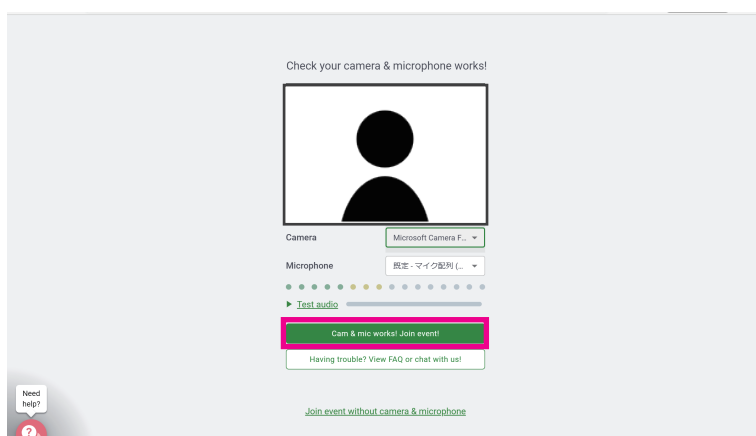 Check your camera & microphone works!
Camera
Microsoft Camera F...
Microphone
既定 - マイク配列 (...
Test audio
Cam & mic works! Join event!
Having trouble? View FAQ or chat with us!
Need
help?
?
Join event without camera & microphone